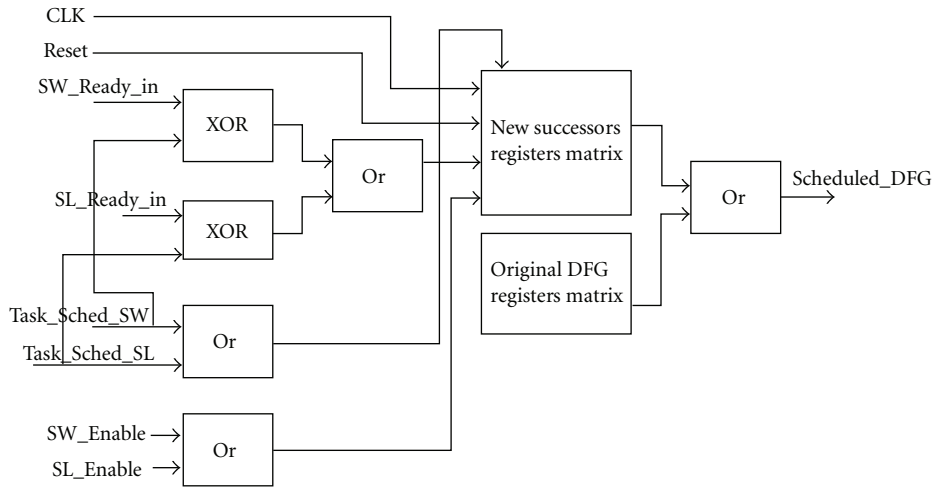 CLK
Reset
SW_Ready_in
XOR
New successors
registers matrix
Or
Or
Scheduled_DFG
SL_Ready_in
XOR
Original DFG
registers matrix
Task_Sched_SW
Or
Task_Sched_SL
SW_Enable
Or
SL_Enable